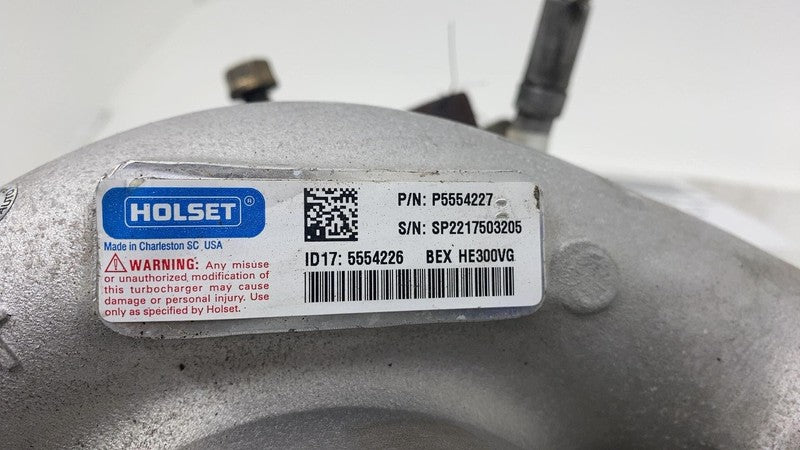 HOLSET ®
Made in Charleston SC, USA
⚠WARNING: Any misuse
or unauthorized, modification of
this turbocharger may cause
damage or personal injury. Use
only as specified by Holset.
P/N: P5554227
S/N: SP2217503205
ID17: 5554226 BEX HE300VG